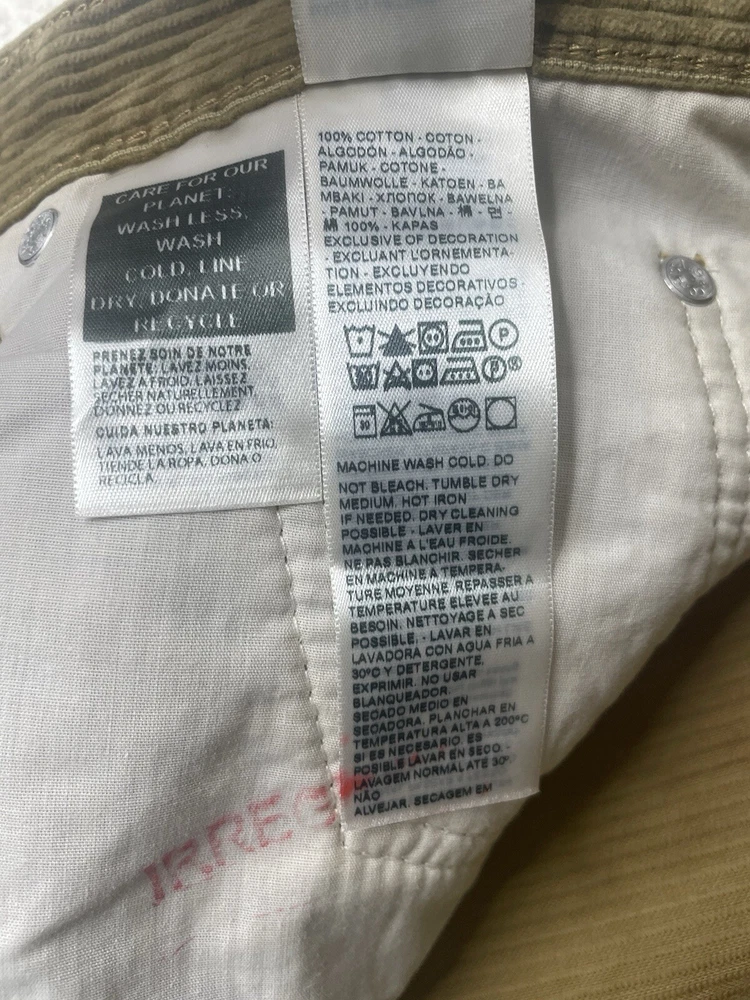 CARE FOR OUR
PLANET:
WASH LESS,
WASH
COLD, LINE
DRY, DONATE OR
RECYCLE
PRENEZ SOIN DE NOTRE
PLANÈTE: LAVEZ MOINS,
LAVEZ A FROID, LAISSEZ
SÉCHER NATURELLEMENT,
DONNEZ OU RECYCLEZ
CUIDA NUESTRO PLANETA:
LAVA MENOS, LAVA EN FRIO,
TIENDE LA ROPA, DONA O
RECICLA.
100% COTTON - COTON -
ALGODÓN - ALGODÃO -
PAMUK - COTONE -
BAUMWOLLE - KATOEN - BA
MBAKI - ХЛОПОК - BAWEŁNA
- PAMUT - BAVLNA - 棉 - 면 -
綿 100% - KAPAS
EXCLUSIVE OF DECORATION
- EXCLUANT L'ORNEMENTA-
TION - EXCLUYENDO
ELEMENTOS DECORATIVOS -
EXCLUINDO DECORAÇÃO
P
P
30
MACHINE WASH COLD. DO
NOT BLEACH. TUMBLE DRY
MEDIUM. HOT IRON
IF NEEDED. DRY CLEANING
POSSIBLE - LAVER EN
MACHINE A L'EAU FROIDE.
NE PAS BLANCHIR. SECHER
EN MACHINE A TEMPERA-
TURE MOYENNE. REPASSER A
TEMPERATURE ELEVEE AU
BESOIN. NETTOYAGE A SEC
POSSIBLE. - LAVAR EN
LAVADORA CON AGUA FRIA A
30ºC Y DETERGENTE.
EXPRIMIR. NO USAR
BLANQUEADOR.
SECADO MEDIO EN
SECADORA. PLANCHAR EN
TEMPERATURA ALTA A 200ºC
SI ES NECESARIO. ES
POSIBLE LAVAR EN SECO. -
LAVAGEM NORMAL ATE 30º.
NÃO
ALVEJAR. SECAGEM EM
IRREG